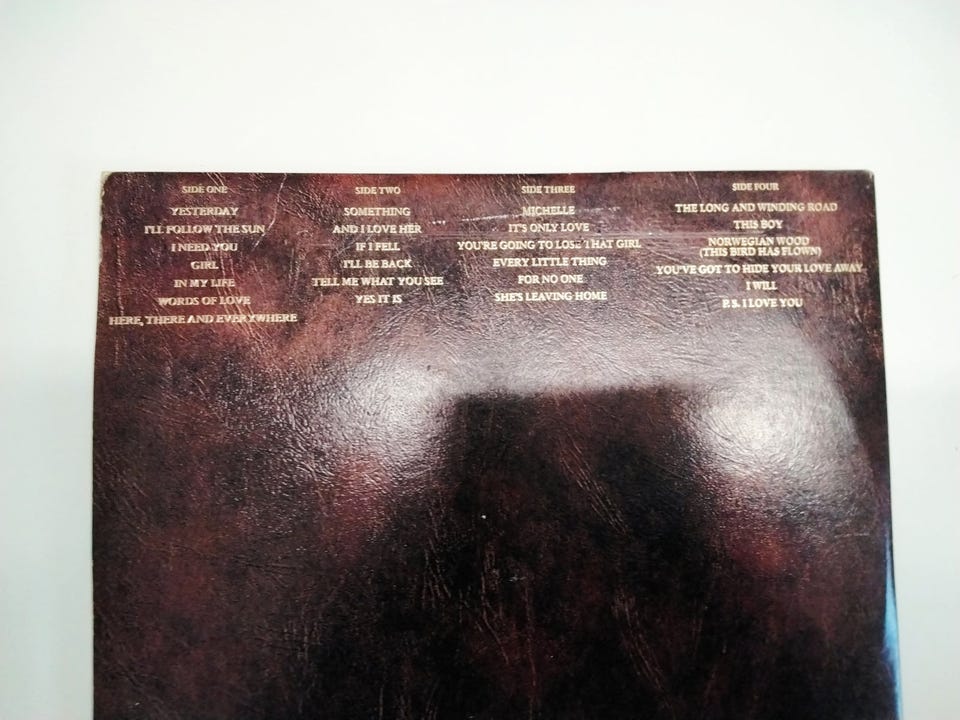 SIDE ONE
YESTERDAY
I'LL FOLLOW THE SUN
I NEED YOU
GIRL
IN MY LIFE
WORDS OF LOVE
HERE, THERE AND EVERYWHERE
SIDE TWO
SOMETHING
AND I LOVE HER
IF I FELL
I'LL BE BACK
TELL ME WHAT YOU SEE
YES IT IS
SIDE THREE
MICHELLE
IT'S ONLY LOVE
YOU'RE GOING TO LOSE THAT GIRL
EVERY LITTLE THING
FOR NO ONE
SHE'S LEAVING HOME
SIDE FOUR
THE LONG AND WINDING ROAD
THIS BOY
NORWEGIAN WOOD
(THIS BIRD HAS FLOWN)
YOU'VE GOT TO HIDE YOUR LOVE AWAY
I WILL
P.S. I LOVE YOU